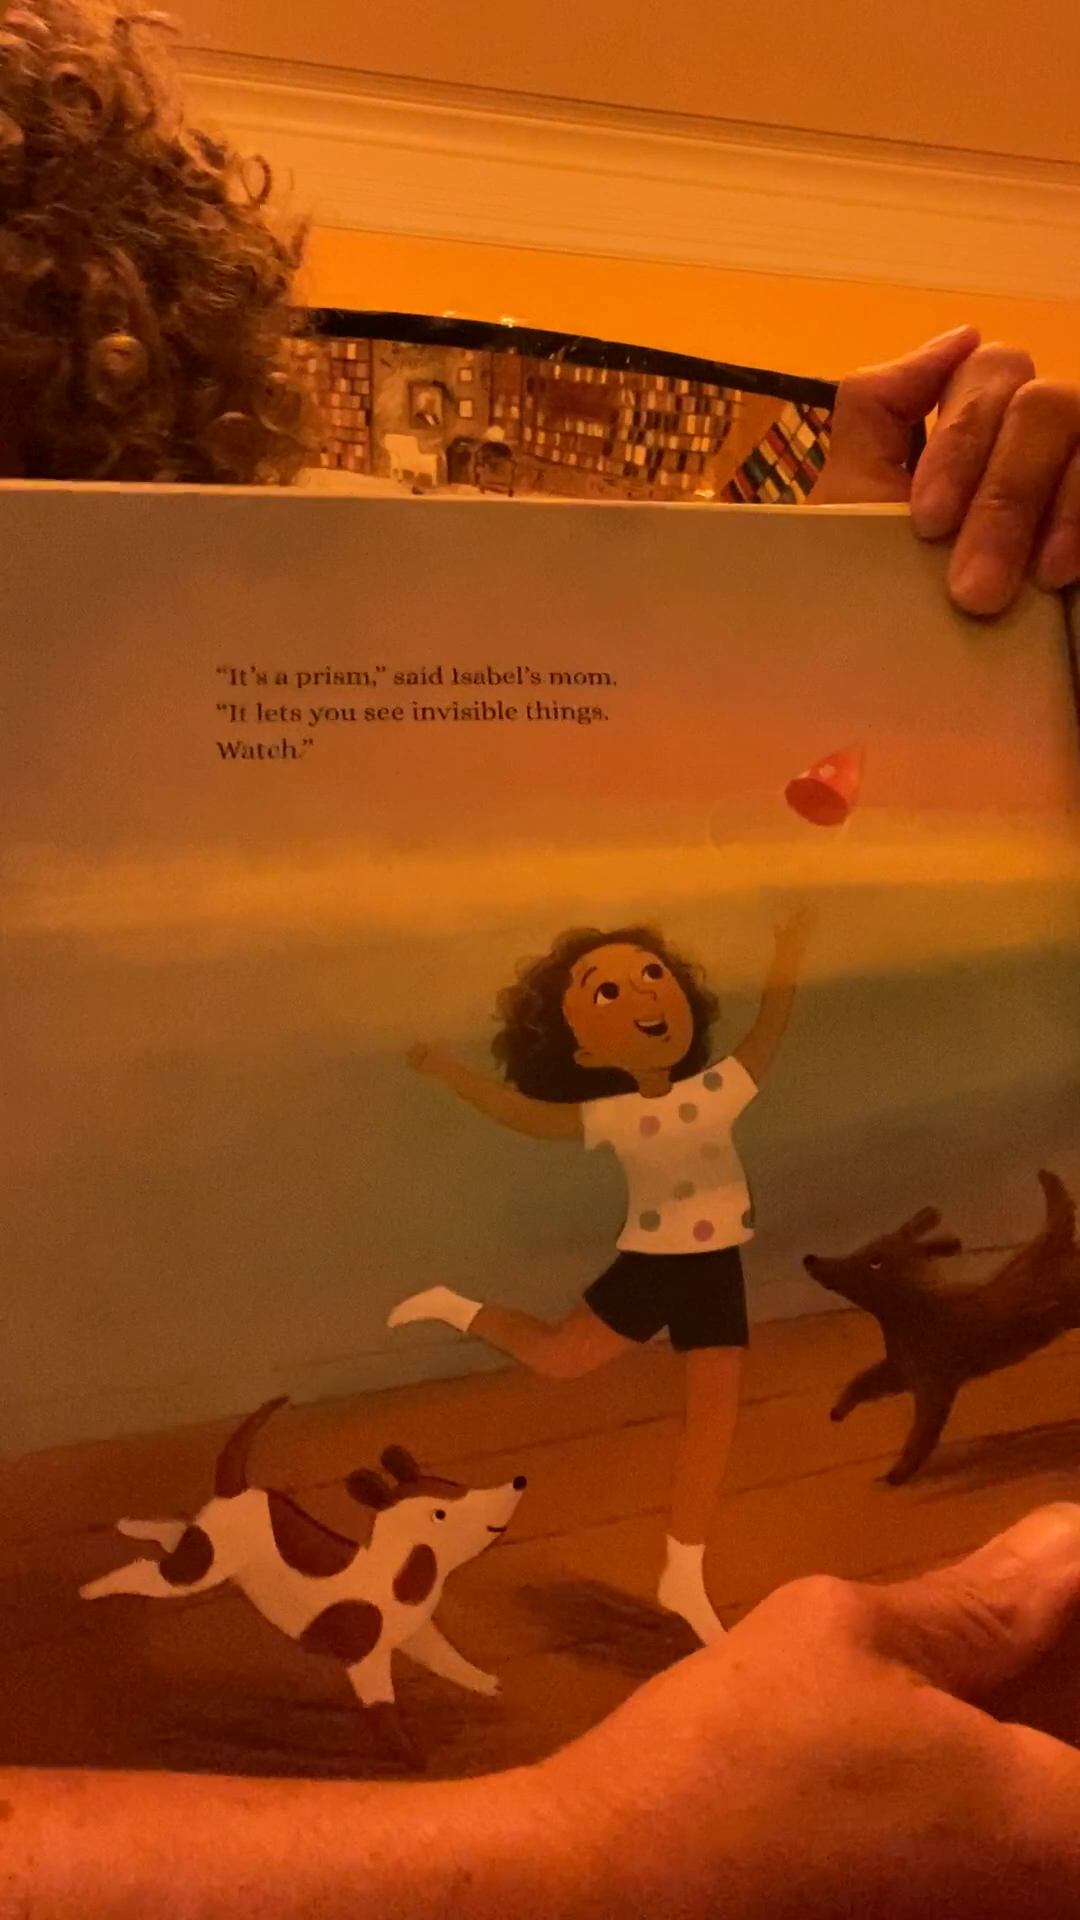 “It’s a prism,” said Isabel’s mom.
“It lets you see invisible things.
Watch.”